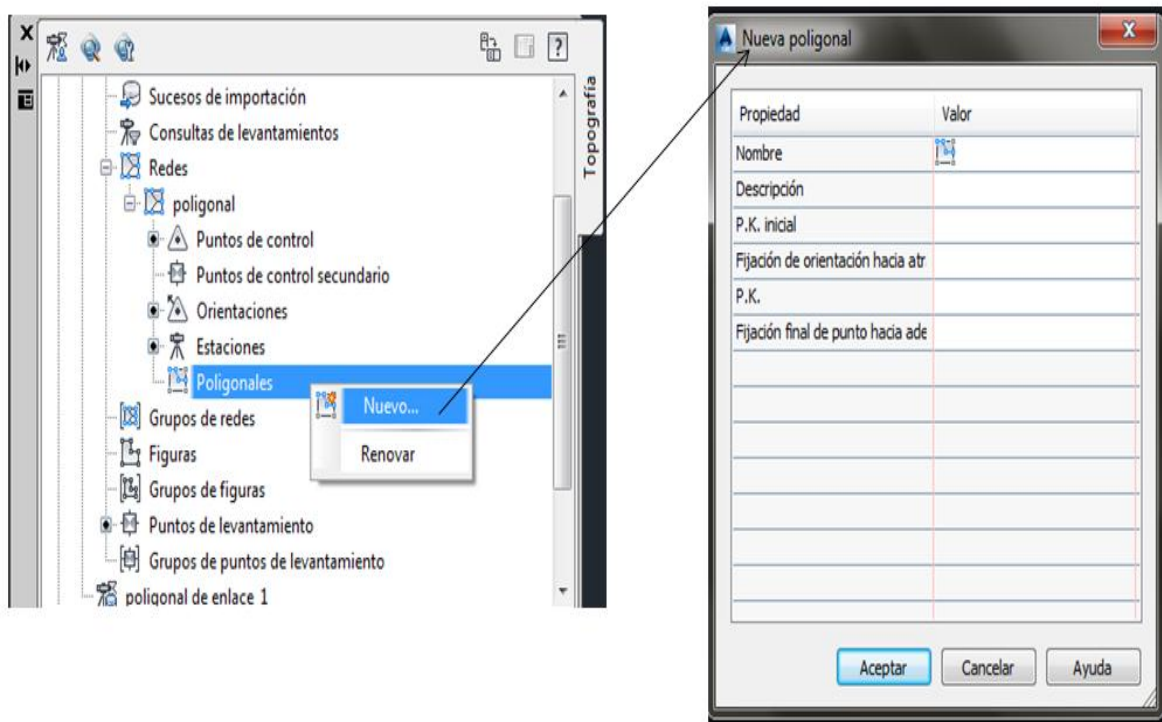 Topografía
Sucesos de importación
Consultas de levantamientos
Redes
poligonal
Puntos de control
Puntos de control secundario
Orientaciones
Estaciones
Poligonales
Nuevo...
Renovar
Grupos de redes
Figuras
Grupos de figuras
Puntos de levantamiento
Grupos de puntos de levantamiento
poligonal de enlace 1
Nueva poligonal
Propiedad Valor
Nombre
Descripción
P.K. inicial
Fijación de orientación hacia atr
P.K.
Fijación final de punto hacia ade
Aceptar Cancelar Ayuda